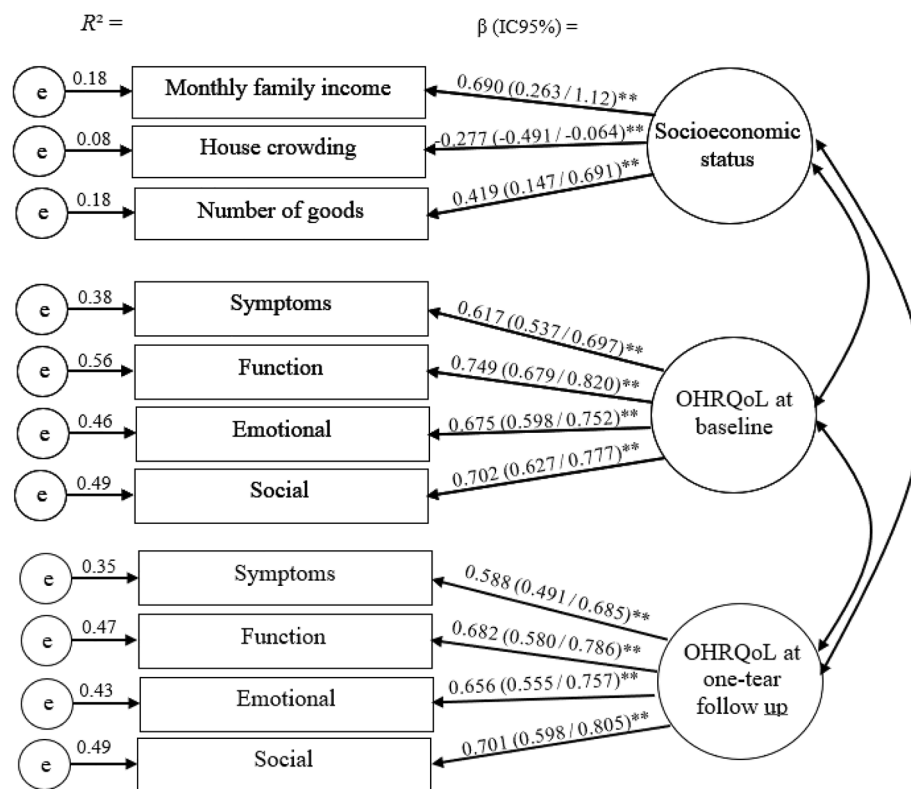 R² =
β (IC95%) =
e 0.18 Monthly family income 0.690 (0.263 / 1.12)**
e 0.08 House crowding -0.277 (-0.491 / -0.064)**
e 0.18 Number of goods 0.419 (0.147 / 0.691)**
Socioeconomic
status
e 0.38 Symptoms 0.617 (0.537 / 0.697)**
e 0.56 Function 0.749 (0.679 / 0.820)**
e 0.46 Emotional 0.675 (0.598 / 0.752)**
e 0.49 Social 0.702 (0.627 / 0.777)**
OHRQoL at
baseline
e 0.35 Symptoms 0.588 (0.491 / 0.685)**
e 0.47 Function 0.682 (0.580 / 0.786)**
e 0.43 Emotional 0.656 (0.555 / 0.757)**
e 0.49 Social 0.701 (0.598 / 0.805)**
OHRQoL at
one-tear
follow up